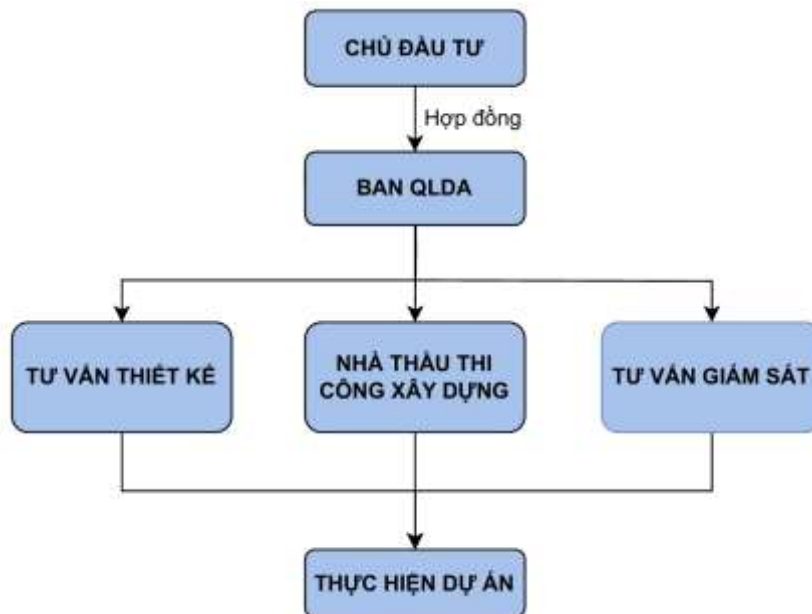 CHỦ ĐẦU TƯ
Hợp đồng
BAN QLDA
TƯ VẤN THIẾT KẾ
NHÀ THẦU THI
CÔNG XÂY DỰNG
TƯ VẤN GIÁM SÁT
THỰC HIỆN DỰ ÁN